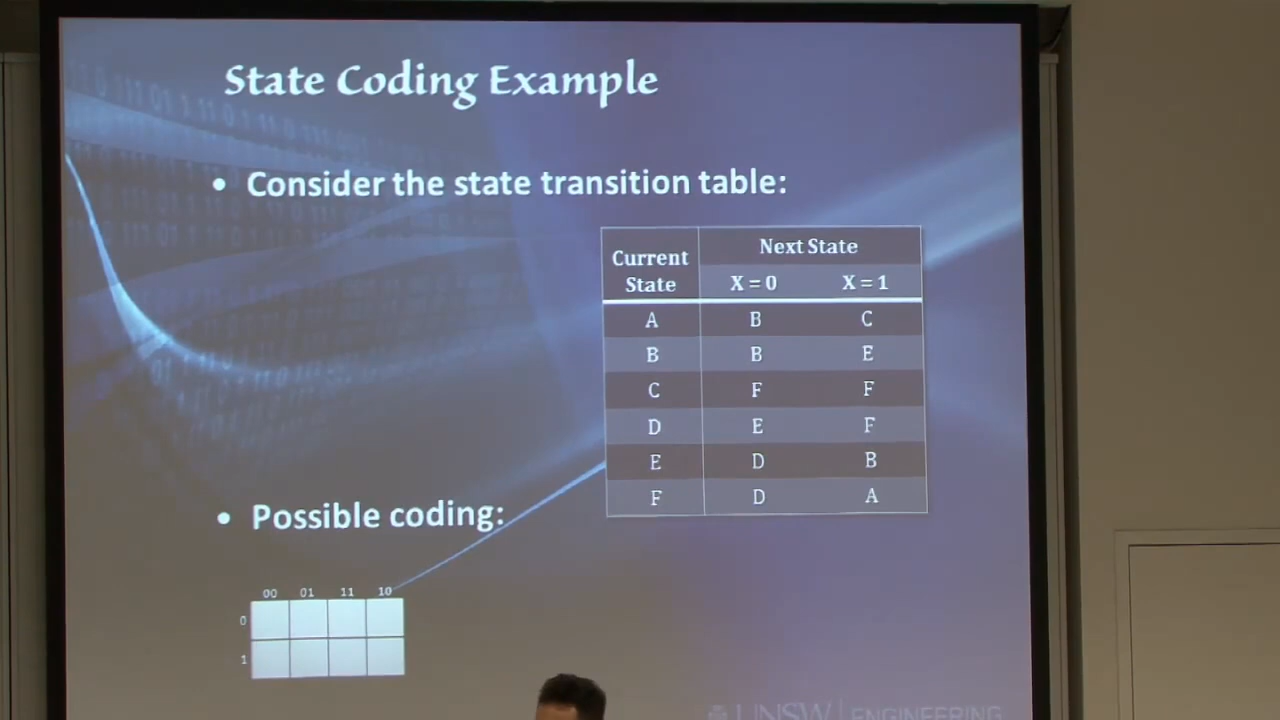 State Coding Example
• Consider the state transition table:
Current State Next State
X = 0 X = 1
A B C
B B E
C F F
D E F
E D B
F D A
• Possible coding:
00 01 11 10
0
1
UNSW ENGINEERING